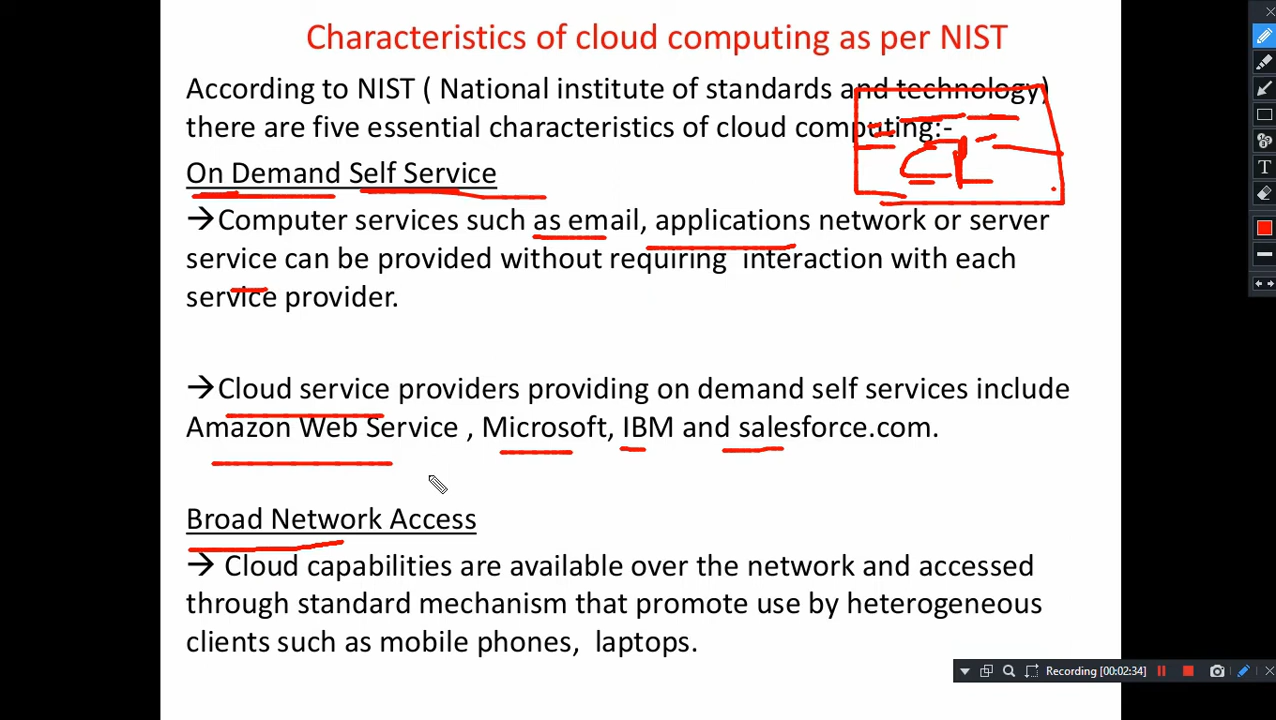 Characteristics of cloud computing as per NIST
According to NIST ( National institute of standards and technology)
there are five essential characteristics of cloud computing:-
On Demand Self Service
→Computer services such as email, applications network or server
service can be provided without requiring interaction with each
service provider.
→Cloud service providers providing on demand self services include
Amazon Web Service , Microsoft, IBM and salesforce.com.
Broad Network Access
→ Cloud capabilities are available over the network and accessed
through standard mechanism that promote use by heterogeneous
clients such as mobile phones, laptops.
Recording [00:02:34]
T